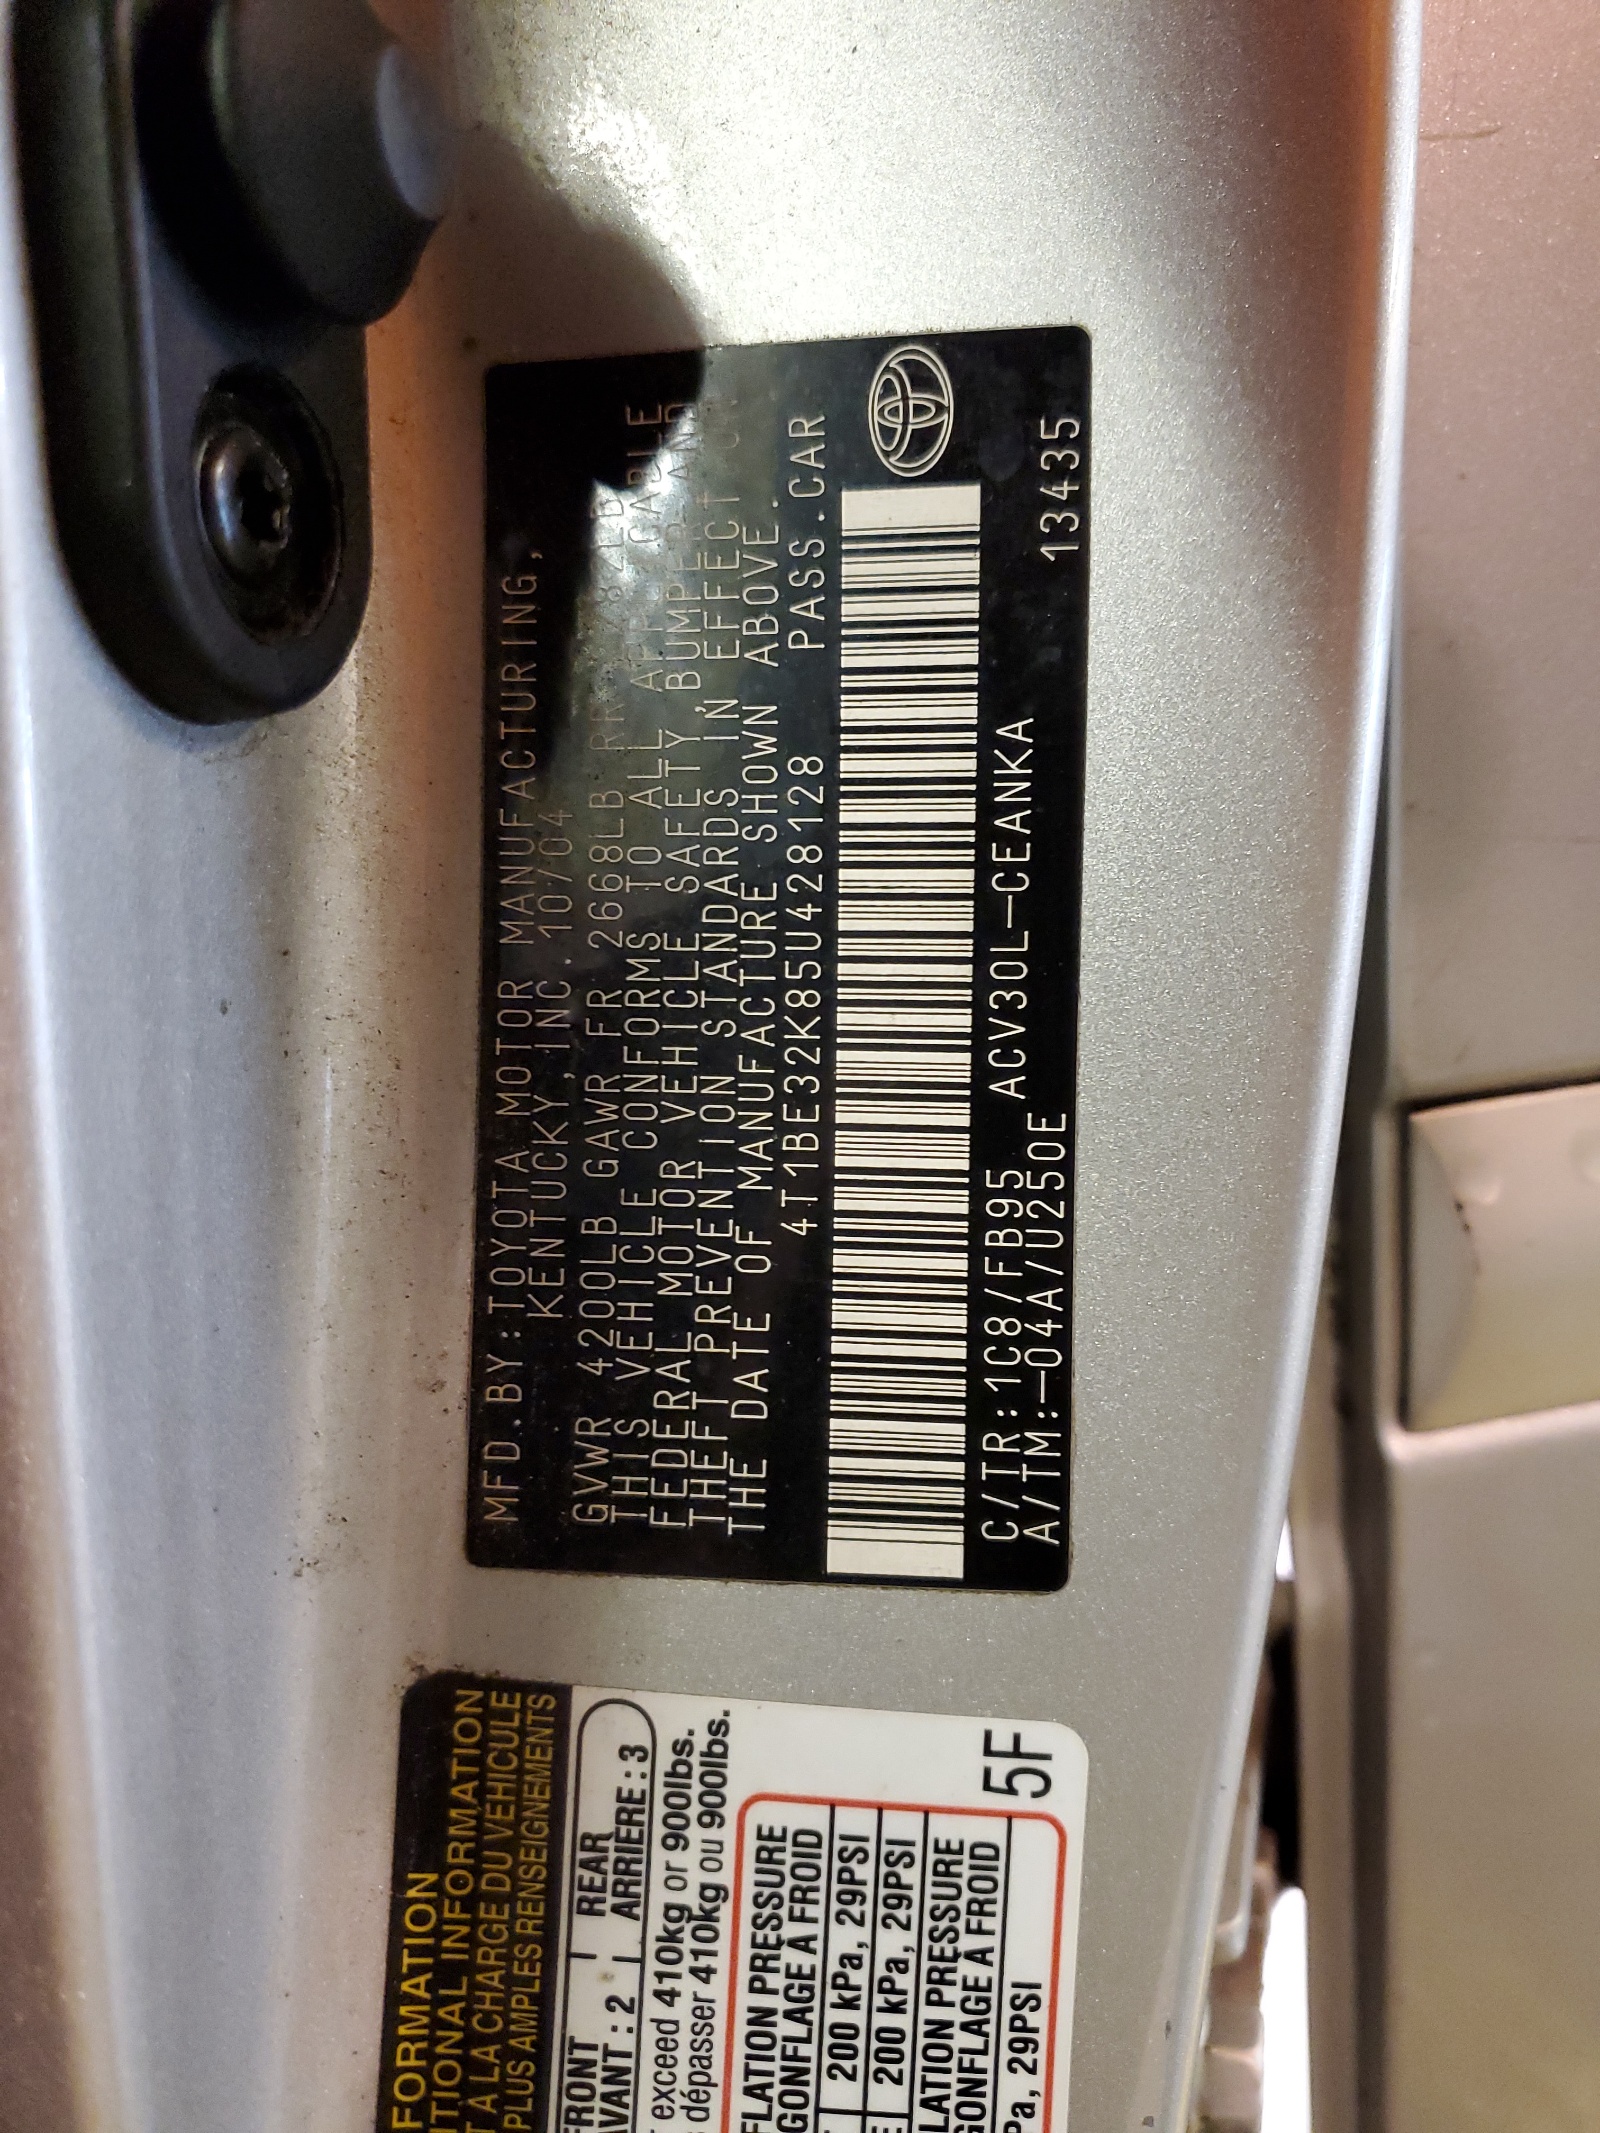 MFD.BY:TOYOTA MOTOR MANUFACTURING,
KENTUCKY,INC. 10/04
GVWR 4200LB GAWR FR 2668LB RR
THIS VEHICLE CONFORMS TO ALL APPLICABLE
FEDERAL MOTOR VEHICLE SAFETY, BUMPER AND
THEFT PREVENTION STANDARDS IN EFFECT ON
THE DATE OF MANUFACTURE SHOWN ABOVE.
4T1BE32K85U428128 PASS.CAR
C/TR:1C8/FB95 ACV30L-CEANKA 13435
A/TM:-04A/U250E
FORMATION
TIONAL INFORMATION
T A LA CHARGE DU VEHICULE
PLUS AMPLES RENSEIGNEMENTS
FRONT REAR
AVANT : 2 ARRIERE : 3
exceed 410kg or 900lbs.
dépasser 410kg ou 900lbs.
5F
FLATION PRESSURE
GONFLAGE À FROID
200 kPa, 29PSI
200 kPa, 29PSI
LATION PRESSURE
GONFLAGE À FROID
Pa, 29PSI